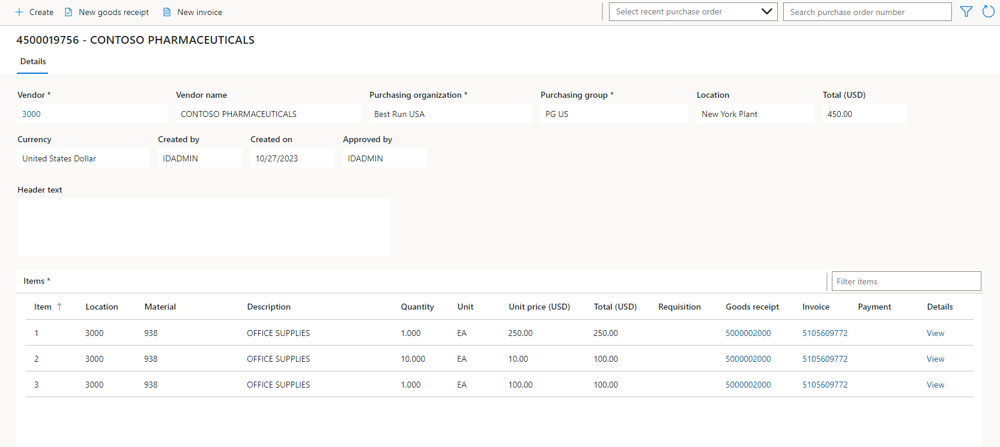 Create New goods receipt New invoice Select recent purchase order Search purchase order number
4500019756 - CONTOSO PHARMACEUTICALS
Details
Vendor * Vendor name Purchasing organization * Purchasing group * Location Total (USD)
3000 CONTOSO PHARMACEUTICALS Best Run USA PG US New York Plant 450.00
Currency Created by Created on Approved by
United States Dollar IDADMIN 10/27/2023 IDADMIN
Header text
Items * Filter items
Item ↑ Location Material Description Quantity Unit Unit price (USD) Total (USD) Requisition Goods receipt Invoice Payment Details
1 3000 938 OFFICE SUPPLIES 1.000 EA 250.00 250.00 5000002000 5105609772 View
2 3000 938 OFFICE SUPPLIES 10.000 EA 10.00 100.00 5000002000 5105609772 View
3 3000 938 OFFICE SUPPLIES 1.000 EA 100.00 100.00 5000002000 5105609772 View